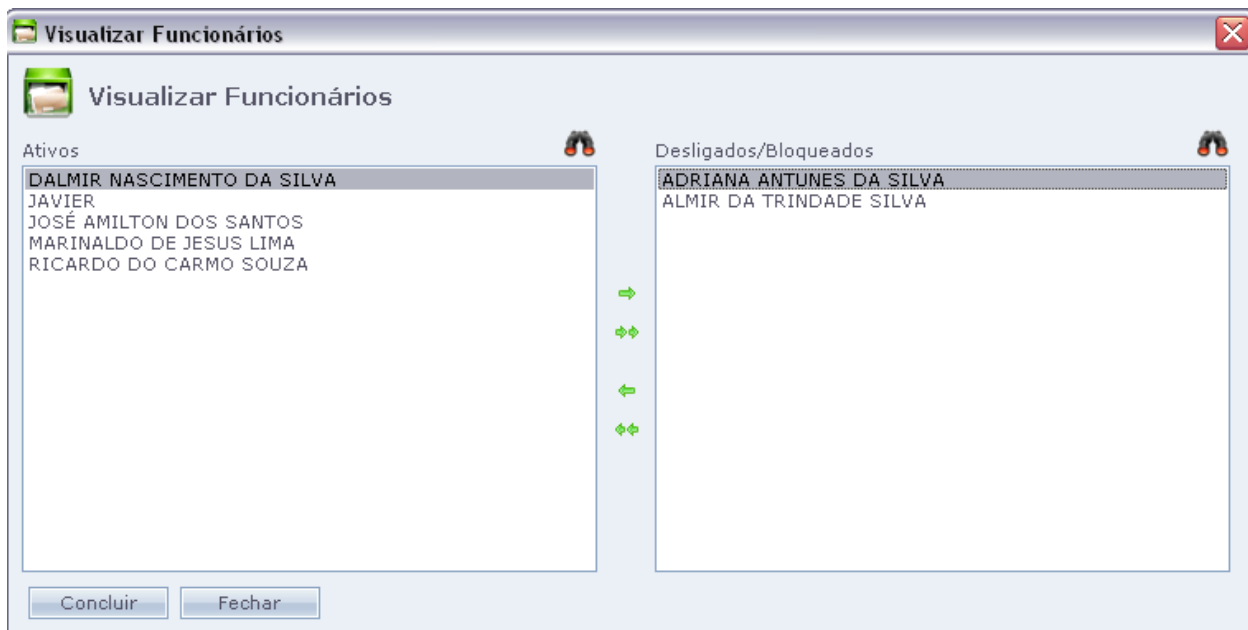 Visualizar Funcionários
Visualizar Funcionários
Ativos
DALMIR NASCIMENTO DA SILVA
JAVIER
JOSÉ AMILTON DOS SANTOS
MARINALDO DE JESUS LIMA
RICARDO DO CARMO SOUZA
Desligados/Bloqueados
ADRIANA ANTUNES DA SILVA
ALMIR DA TRINDADE SILVA
Concluir
Fechar